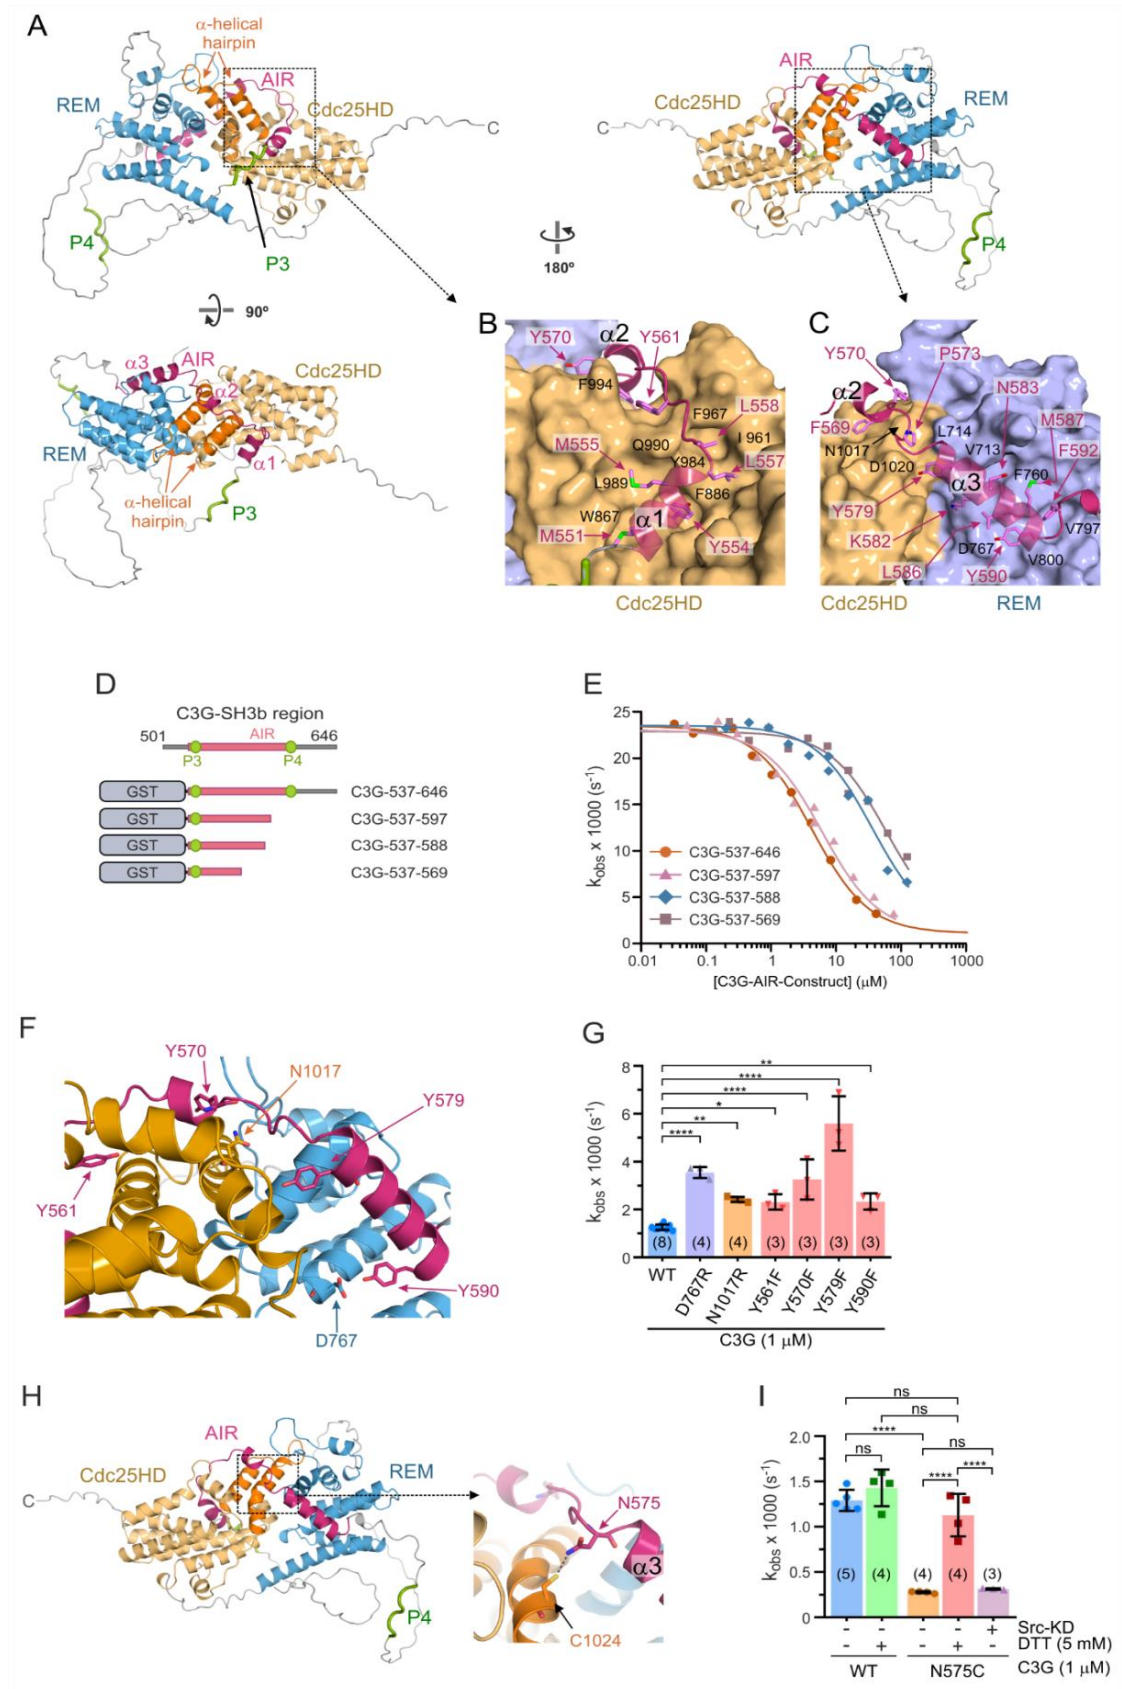 A
α-helical
hairpin
AIR
REM
Cdc25HD
C
P4
P3
AIR
REM
Cdc25HD
C
P4
180º
90º
α3
AIR
Cdc25HD
α2
REM
α1
α-helical
hairpin
P3
B
α2
Y570
Y561
F994
F967
L558
Q990
I 961
M555
Y984
L557
L989
F886
W867
α1
M551
Y554
Cdc25HD
C
Y570
P573
α2
N583
M587
F569
L714
N1017
V713
F592
D1020
F760
α3
Y579
V797
K582
D767
V800
L586
Y590
Cdc25HD
REM
D
C3G-SH3b region
501
AIR
646
P3
P4
GST
C3G-537-646
GST
C3G-537-597
GST
C3G-537-588
GST
C3G-537-569
E
25
20
15
10
5
0
kobs x 1000 (s-1)
C3G-537-646
C3G-537-597
C3G-537-588
C3G-537-569
0.01 0.1 1 10 100 1000
[C3G-AIR-Construct] (μM)
F
Y570
N1017
Y579
Y561
Y590
D767
G
8
6
4
2
0
kobs x 1000 (s-1)
**
****
****
*
**
****
(8) (4) (4) (3) (3) (3) (3)
WT D767R N1017R Y561F Y570F Y579F Y590F
C3G (1 μM)
H
AIR
Cdc25HD
REM
C
P4
N575
α3
C1024
I
ns
ns
****
ns
ns
****
****
2.0
1.5
1.0
0.5
0
kobs x 1000 (s-1)
(5) (4) (4) (4) (3)
- - - - + Src-KD
- + - + - DTT (5 mM)
WT N575C C3G (1 μM)